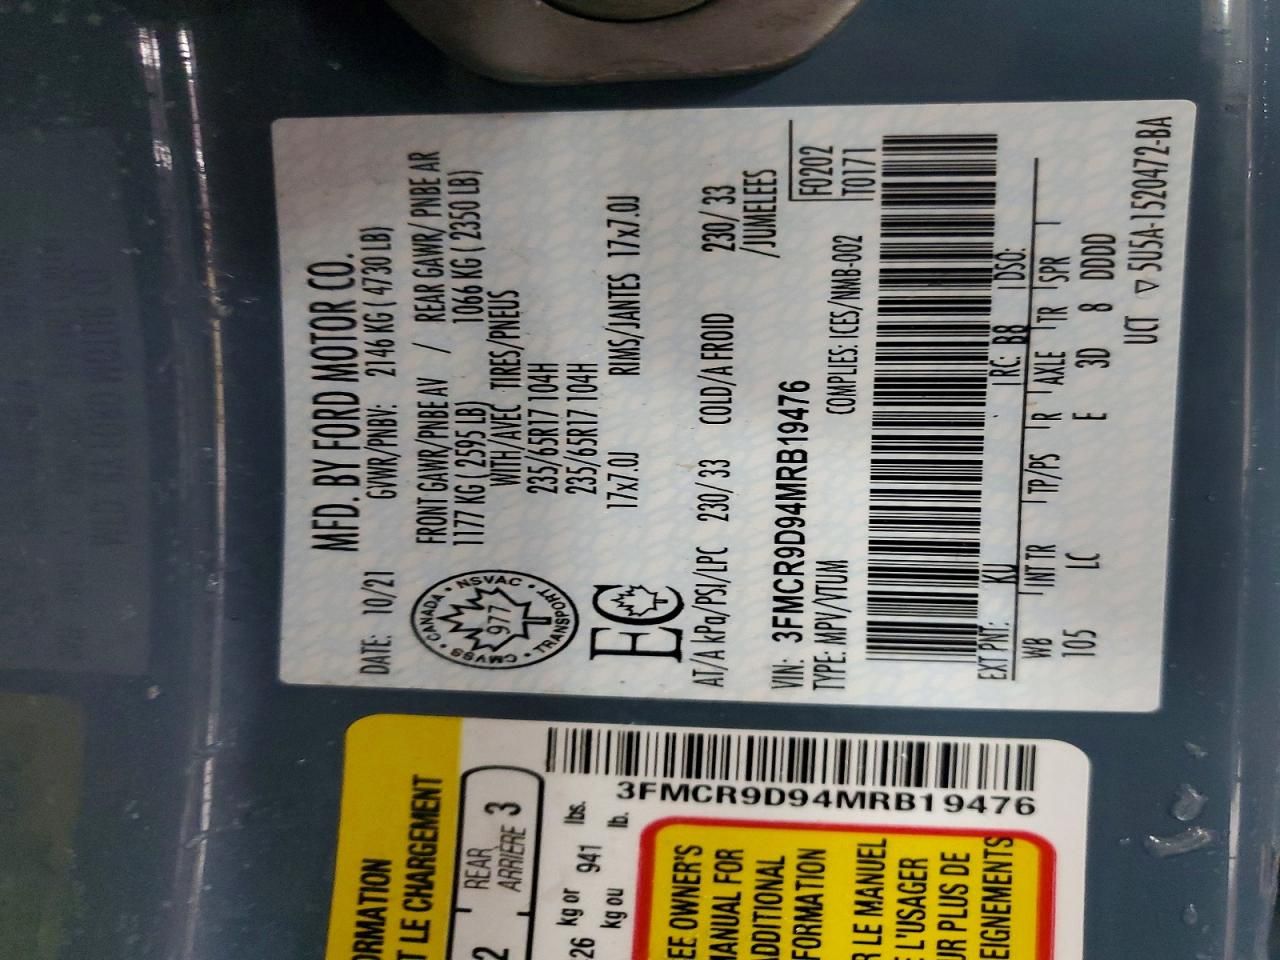 MFD. BY FORD MOTOR CO.
DATE: 10/21 GVWR/PNBV: 2146 KG ( 4730 LB)
FRONT GAWR/PNBE AV / REAR GAWR/PNBE AR
1177 KG ( 2595 LB) 1066 KG ( 2350 LB)
WITH/AVEC TIRES/PNEUS
235/65R17 104H
235/65R17 104H
17x7.0J RIMS/JANTES 17x7.0J
CANADA • NSVAC • TRANSPORT • CMVSS
977
EC
AT/A kPa/PSI/LPC 230/ 33 COLD/A FROID 230/ 33
/JUMELEES
VIN: 3FMCR9D94MRB19476
TYPE: MPV/VTUM COMPLIES: ICES/NMB-002
F0202
T0171
EXT PNT: KU RC: B8 DSO:
WB INT TR TP/PS R AXLE TR SPR
105 LC E 3D 8 DDDD
UCT ▽ 5U5A-1520472-BA
ORMATION
T LE CHARGEMENT
2 REAR
ARRIÈRE 3
26 kg or 941 lbs.
kg ou lb.
3FMCR9D94MRB19476
EE OWNER'S
MANUAL FOR
ADDITIONAL
FORMATION
R LE MANUEL
E L'USAGER
UR PLUS DE
EIGNEMENTS